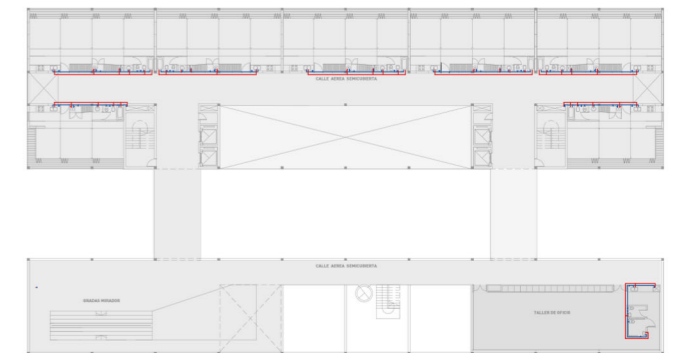 CALLE AEREA SEMICUBIERTA
CALLE AEREA SEMICUBIERTA
GRADAS MIRADOR
TALLER DE OFICIO